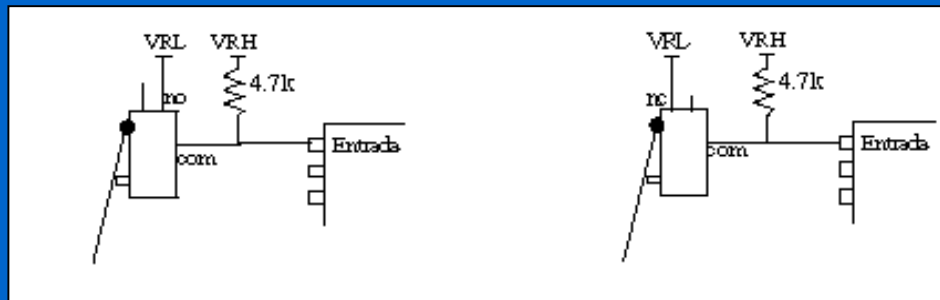 VRL VRH
4.7k
no
Entrada
com
VRL VRH
4.7k
nc
Entrada
com